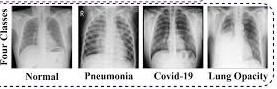 Four Classes
R
Normal
Pneumonia
Covid-19
Lung Opacity